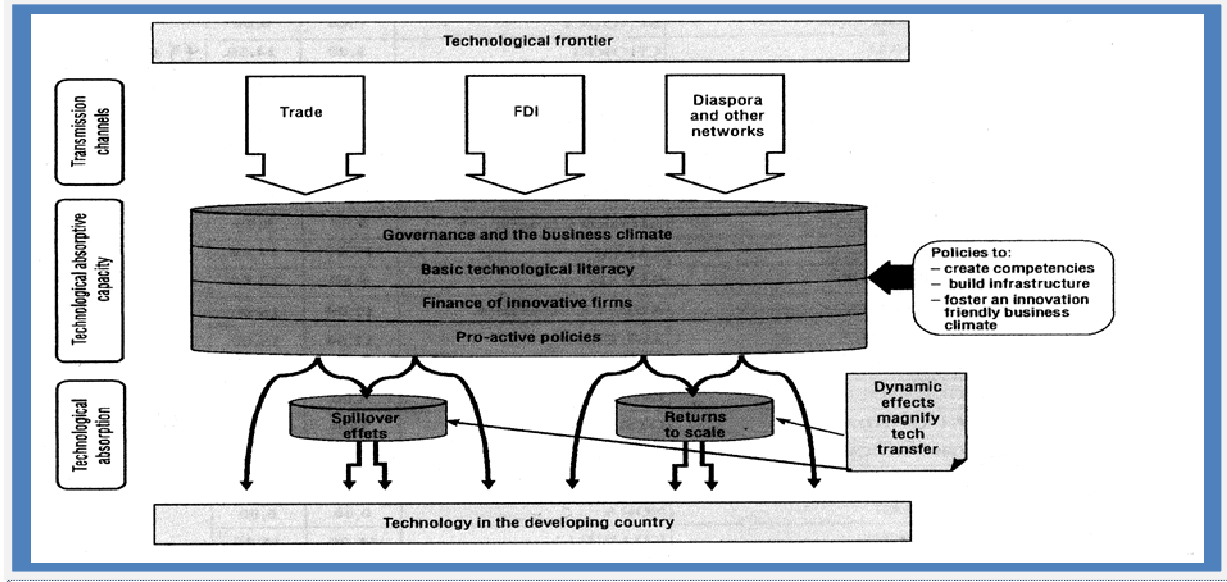 Technological frontier
Transmission
channels
Trade
FDI
Diaspora
and other
networks
Technological absorptive
capacity
Governance and the business climate
Basic technological literacy
Finance of innovative firms
Pro-active policies
Policies to:
– create competencies
– build infrastructure
– foster an innovation
friendly business
climate
Technological
absorption
Spillover
effets
Returns
to scale
Dynamic
effects
magnify
tech
transfer
Technology in the developing country